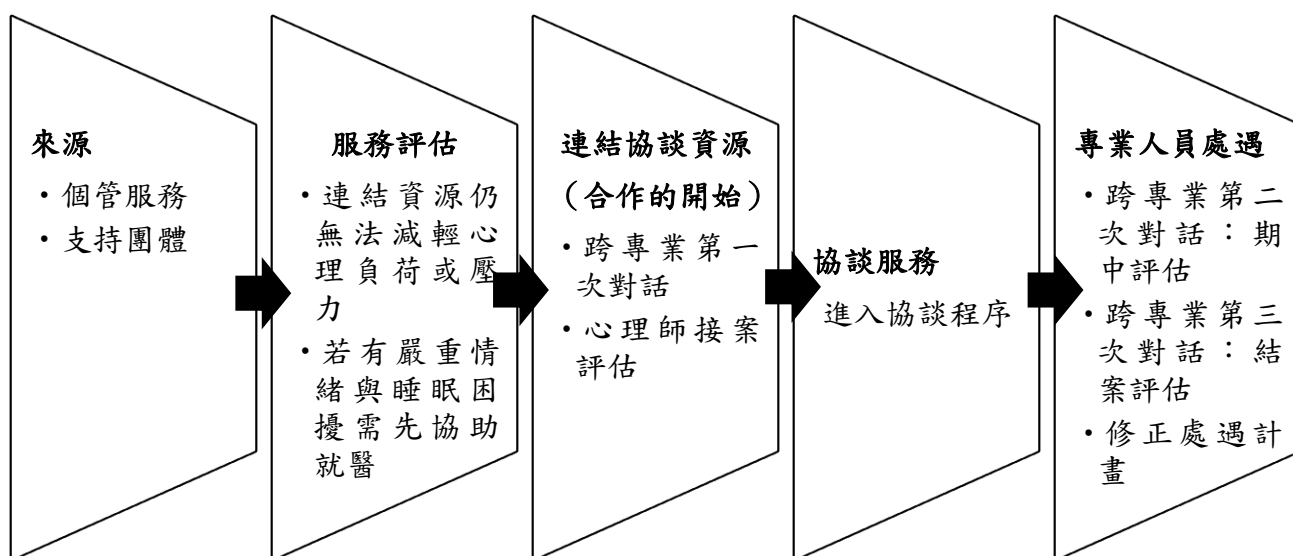 來源
・個管服務
・支持團體
服務評估
・連結資源仍
無法減輕心
理負荷或壓
力
・若有嚴重情
緒與睡眠困
擾需先協助
就醫
連結協談資源
（合作的開始）
・跨專業第一
次對話
・心理師接案
評估
協談服務
進入協談程序
專業人員處遇
・跨專業第二
次對話：期
中評估
・跨專業第三
次對話：結
案評估
・修正處遇計
畫